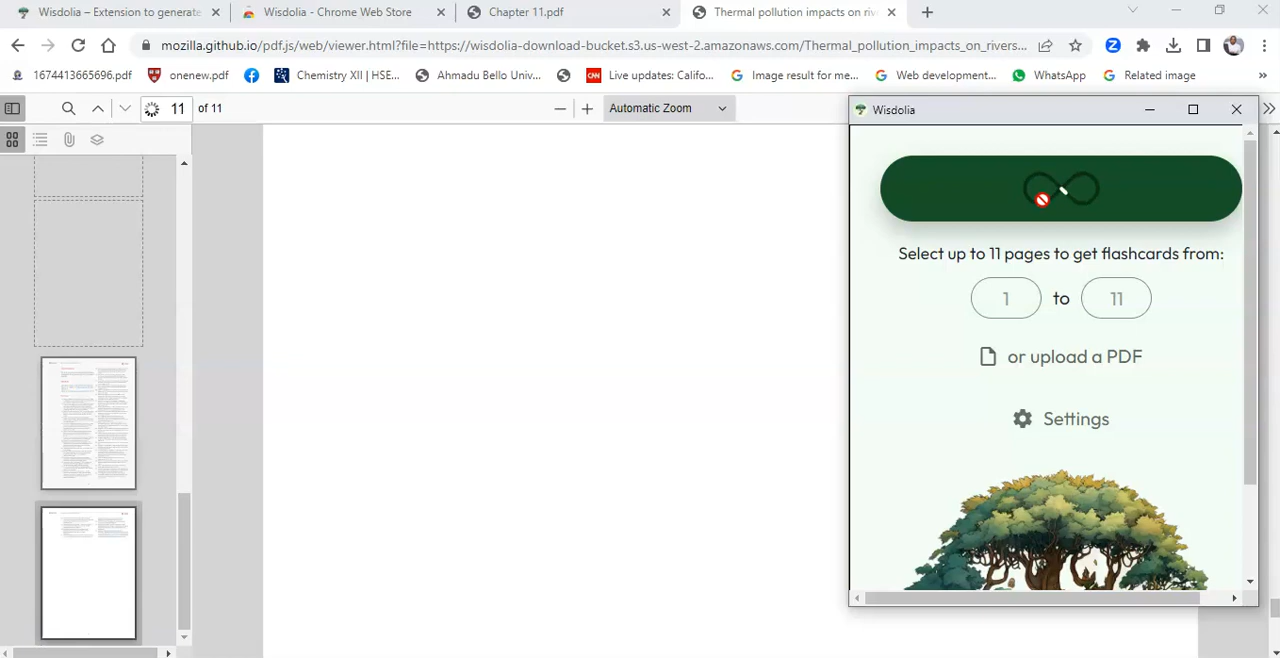 Wisdolia – Extension to generate
Wisdolia - Chrome Web Store
Chapter 11.pdf
Thermal pollution impacts on rive
mozilla.github.io/pdf.js/web/viewer.html?file=https://wisdolia-download-bucket.s3.us-west-2.amazonaws.com/Thermal_pollution_impacts_on_rivers...
1674413665696.pdf
onenew.pdf
Chemistry XII | HSE...
Ahmadu Bello Univ...
CNN
Live updates: Califo...
Image result for me...
Web development...
WhatsApp
Related image
11 of 11
Automatic Zoom
Wisdolia
Select up to 11 pages to get flashcards from:
1 to 11
or upload a PDF
Settings